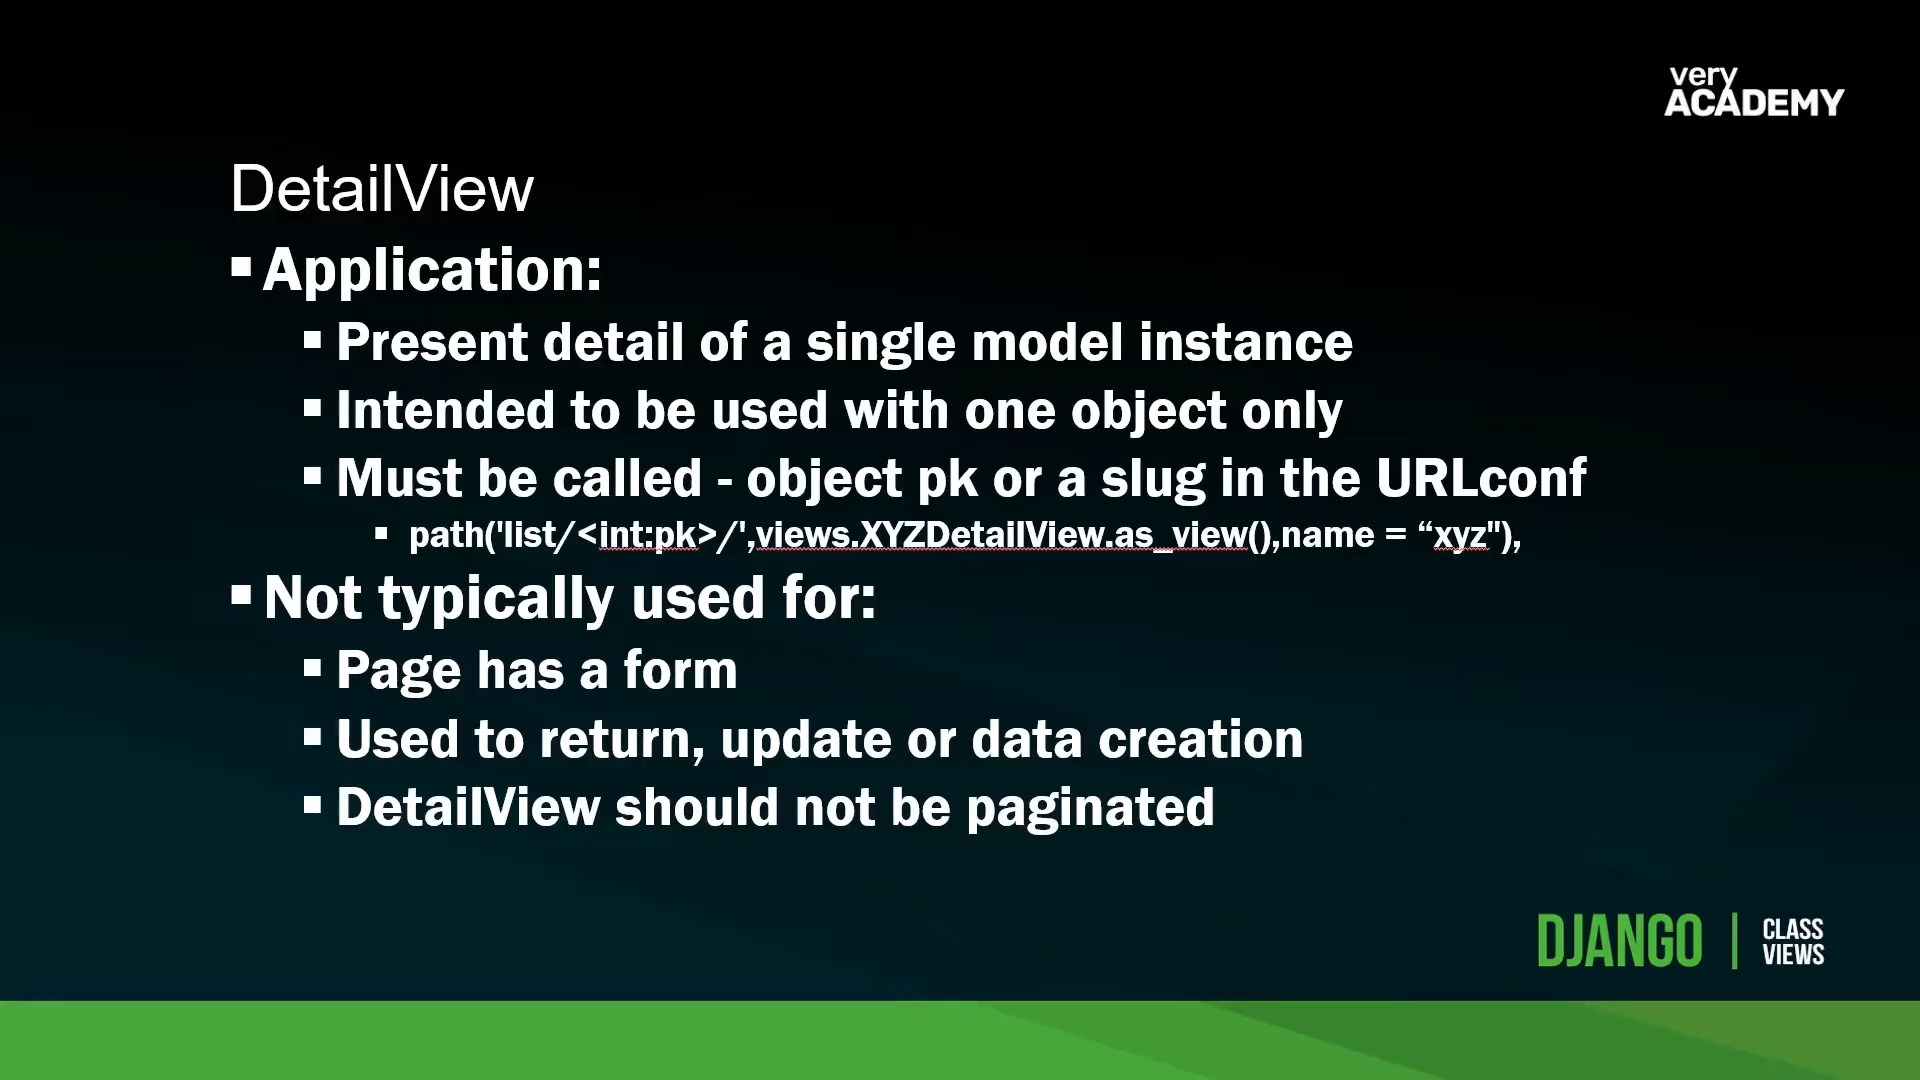 very
ACADEMY
DetailView
▪ Application:
▪ Present detail of a single model instance
▪ Intended to be used with one object only
▪ Must be called - object pk or a slug in the URLconf
▪ path('list/<int:pk>/',views.XYZDetailView.as_view(),name = “xyz"),
▪ Not typically used for:
▪ Page has a form
▪ Used to return, update or data creation
▪ DetailView should not be paginated
DJANGO | CLASS
VIEWS